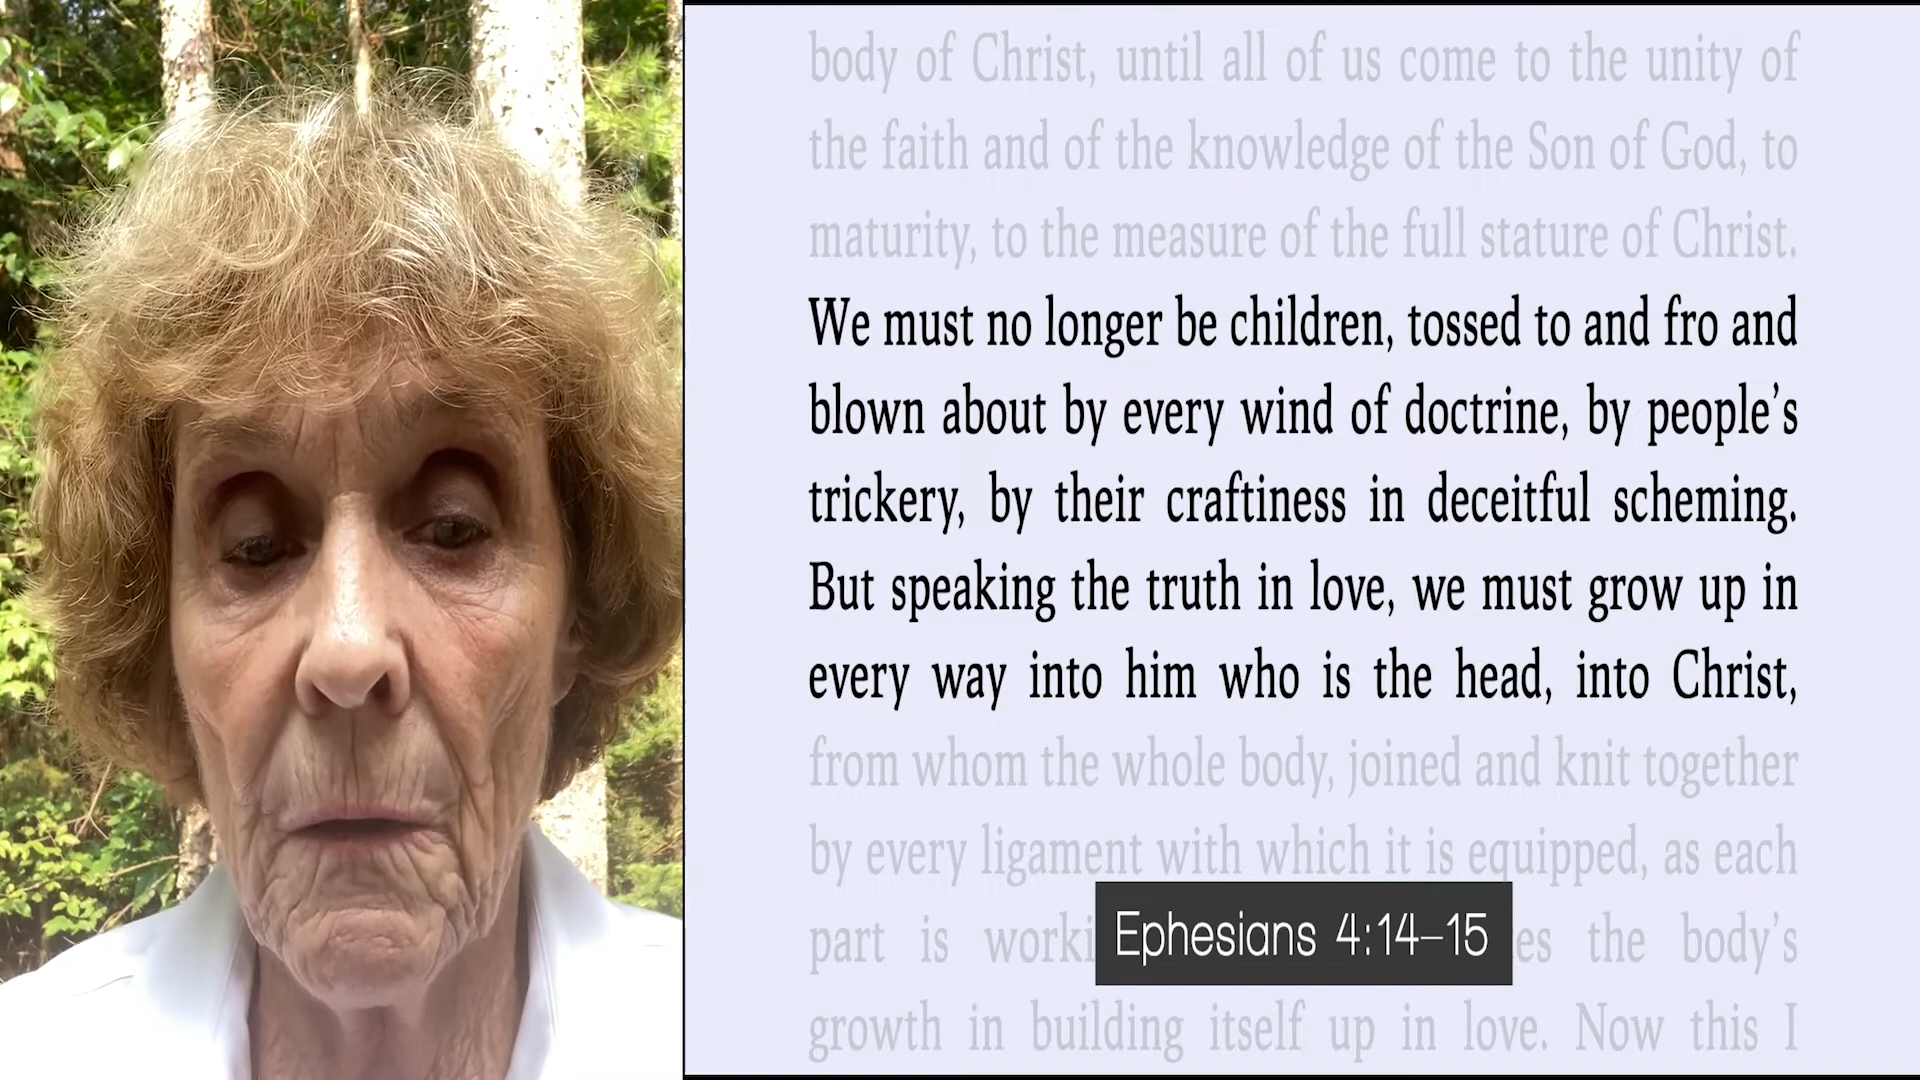 body of Christ, until all of us come to the unity of
the faith and of the knowledge of the Son of God, to
maturity, to the measure of the full stature of Christ.
We must no longer be children, tossed to and fro and
blown about by every wind of doctrine, by people’s
trickery, by their craftiness in deceitful scheming.
But speaking the truth in love, we must grow up in
every way into him who is the head, into Christ,
from whom the whole body, joined and knit together
by every ligament with which it is equipped, as each
part is the body’s
Ephesians 4:14–15
growth in building itself up in love. Now this I